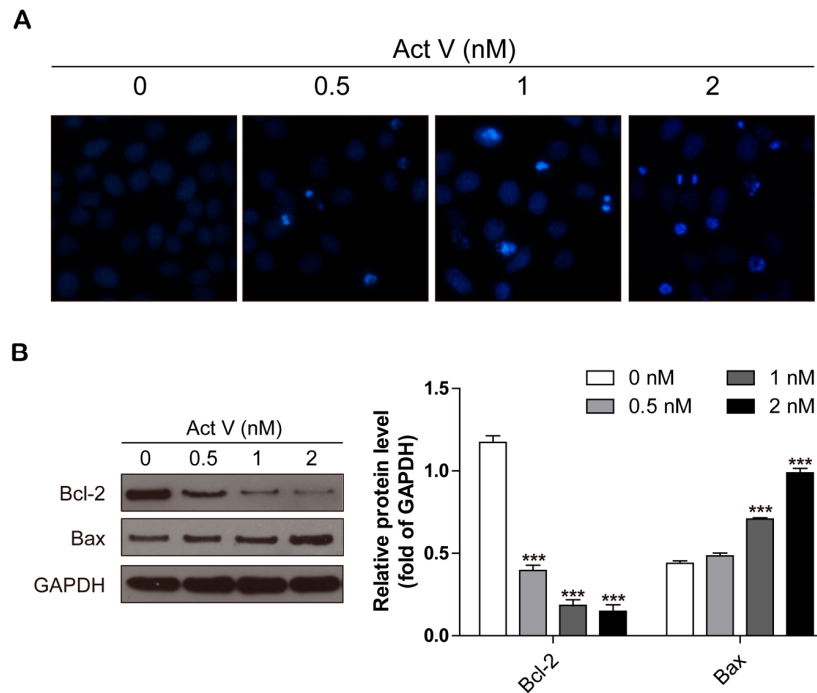 A
Act V (nM)
0 0.5 1 2
B
Act V (nM)
0 0.5 1 2
Bcl-2
Bax
GAPDH
Relative protein level
(fold of GAPDH)
0 nM 1 nM
0.5 nM 2 nM
1.5
1.0
0.5
0.0
*** *** ***
*** ***
Bcl-2 Bax